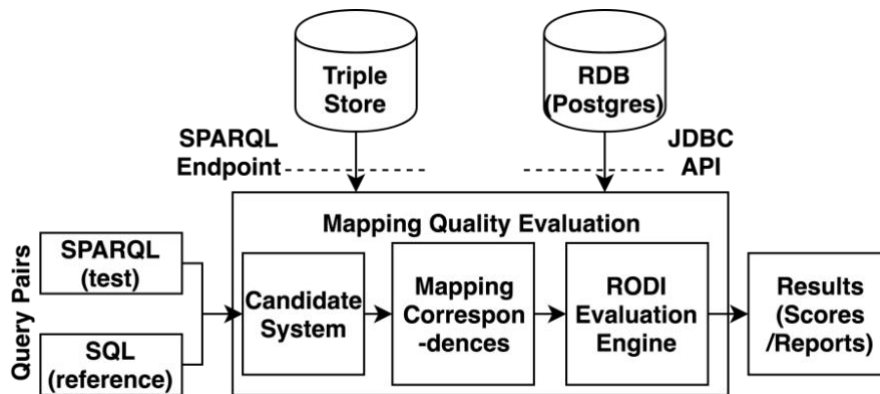 Triple
Store
RDB
(Postgres)
SPARQL
Endpoint
JDBC
API
Mapping Quality Evaluation
Query Pairs
SPARQL
(test)
SQL
(reference)
Candidate
System
Mapping
Correspon
-dences
RODI
Evaluation
Engine
Results
(Scores
/Reports)